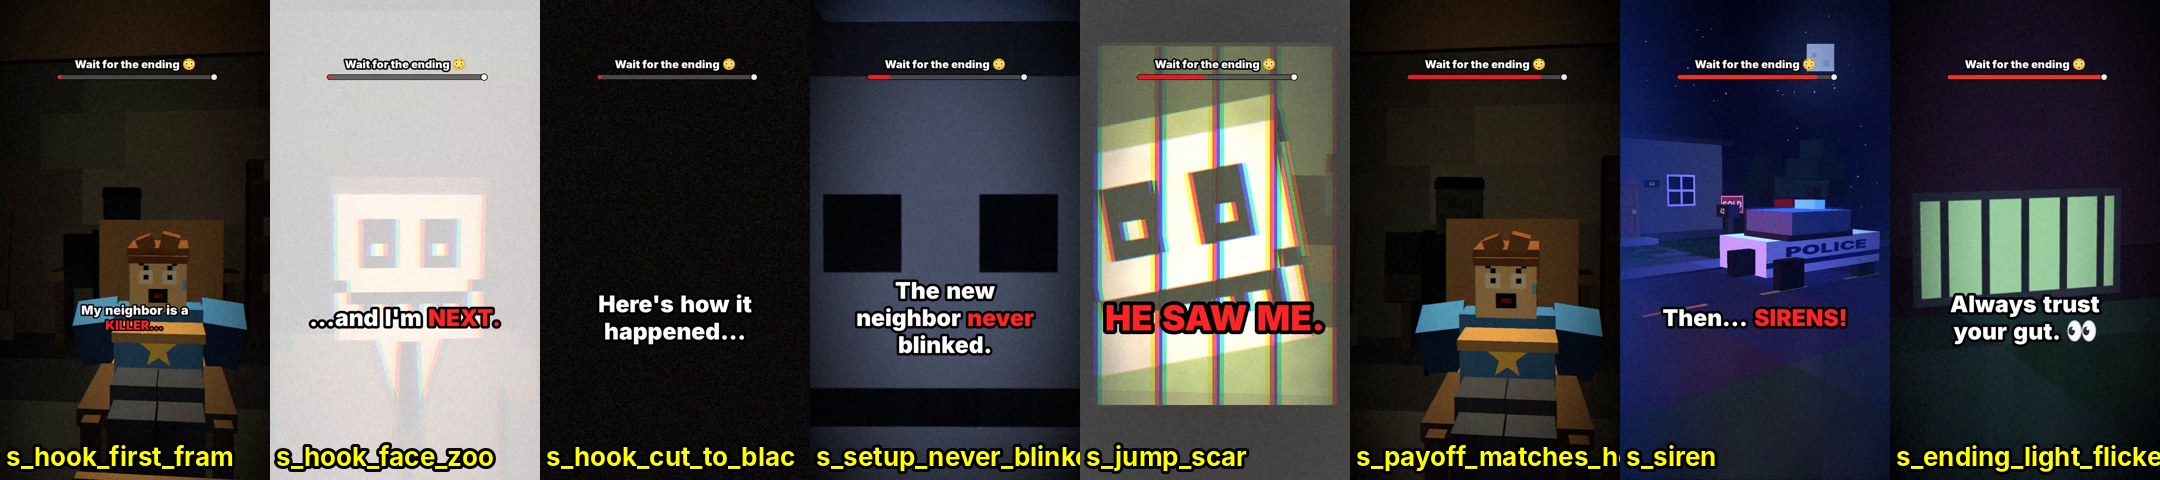 Wait for the ending 😳
My neighbor is a
KILLER...
s_hook_first_fram
Wait for the ending 😳
...and I'm NEXT.
s_hook_face_zoo
Wait for the ending 😳
Here's how it
happened...
s_hook_cut_to_blac
Wait for the ending 😳
The new
neighbor never
blinked.
s_setup_never_blink
Wait for the ending 😳
HE SAW ME.
s_jump_scar
Wait for the ending 😳
s_payoff_matches_h
Wait for the ending 😳
SOLD
POLICE
Then... SIRENS!
s_siren
Wait for the ending 😳
Always trust
your gut. 👀
s_ending_light_flicke